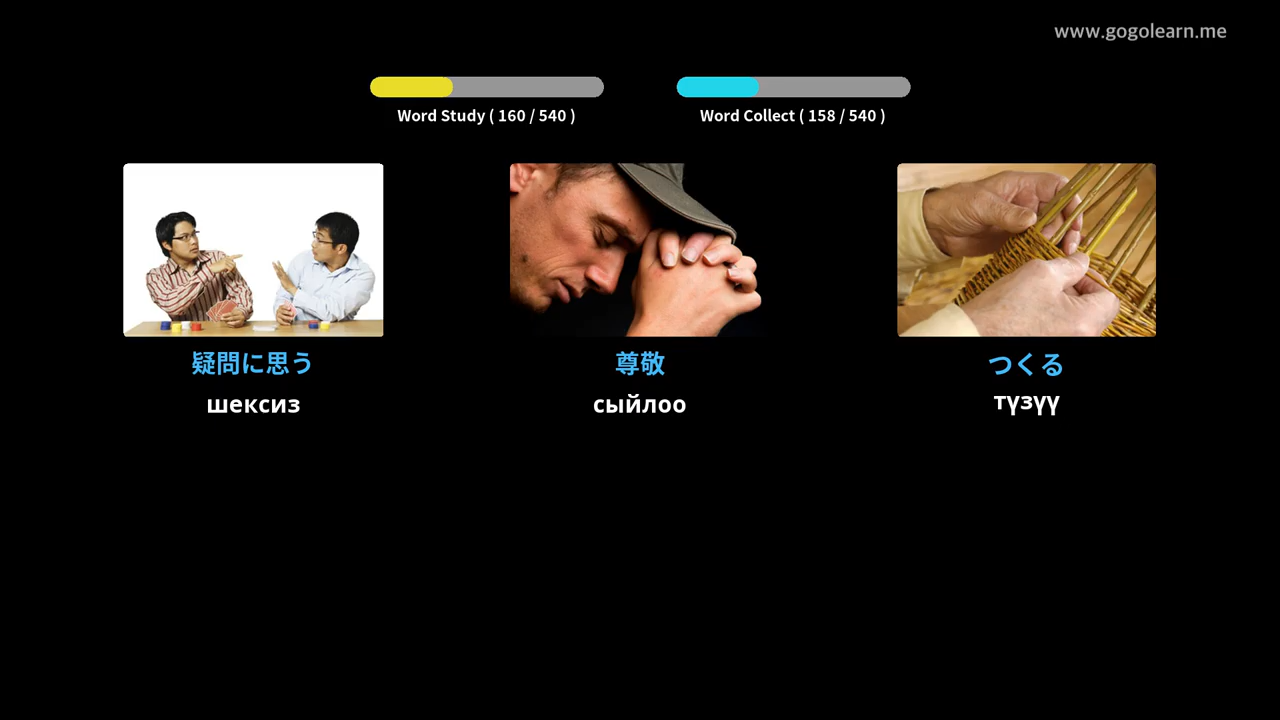 www.gogolearn.me
Word Study ( 160 / 540 )
Word Collect ( 158 / 540 )
疑問に思う
尊敬
つくる
шексиз
сыйлоо
түзүү